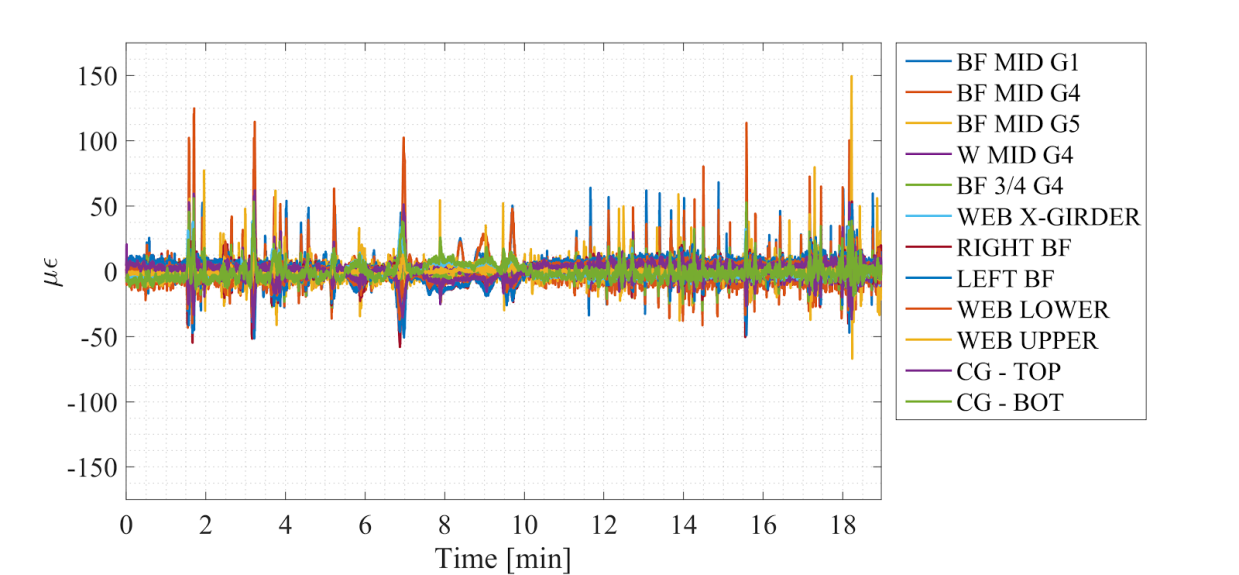 150
100
50
0
-50
-100
-150
με
0 2 4 6 8 10 12 14 16 18
Time [min]
BF MID G1
BF MID G4
BF MID G5
W MID G4
BF 3/4 G4
WEB X-GIRDER
RIGHT BF
LEFT BF
WEB LOWER
WEB UPPER
CG - TOP
CG - BOT